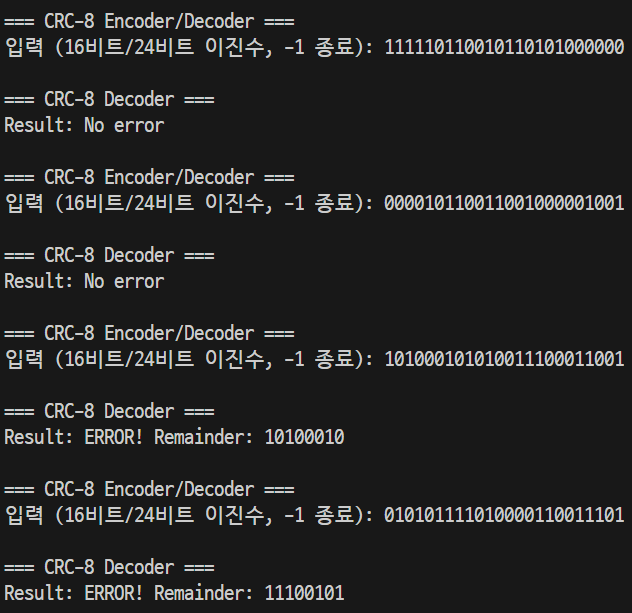 === CRC-8 Encoder/Decoder ===
입력 (16비트/24비트 이진수, -1 종료): 111110110010110101000000

=== CRC-8 Decoder ===
Result: No error

=== CRC-8 Encoder/Decoder ===
입력 (16비트/24비트 이진수, -1 종료): 000010110011001000001001

=== CRC-8 Decoder ===
Result: No error

=== CRC-8 Encoder/Decoder ===
입력 (16비트/24비트 이진수, -1 종료): 101000101010011100011001

=== CRC-8 Decoder ===
Result: ERROR! Remainder: 10100010

=== CRC-8 Encoder/Decoder ===
입력 (16비트/24비트 이진수, -1 종료): 010101111010000110011101

=== CRC-8 Decoder ===
Result: ERROR! Remainder: 11100101